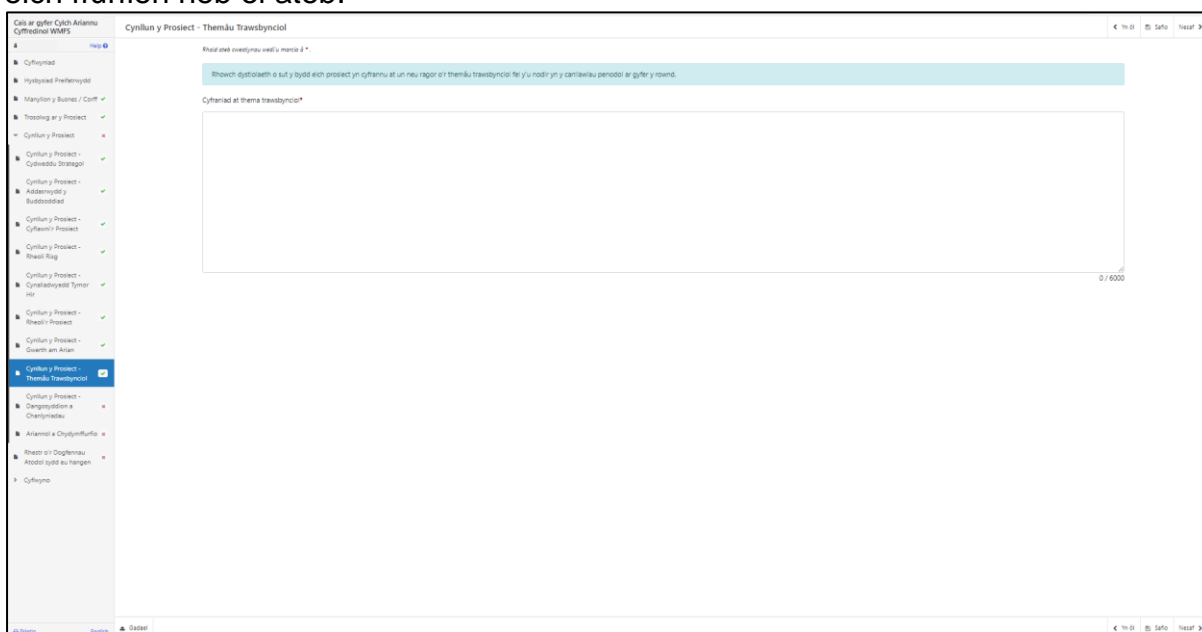 Cais ar gyfer Cylch Ariannu
Cyffredinol WMFS
Help
Cyflwyniad
Hysbysiad Preifatrwydd
Manylion y Busnes / Corff
Trosolwg ar y Prosiect
Cynllun y Prosiect
Cynllun y Prosiect -
Cydweddu Strategol
Cynllun y Prosiect -
Addasrwydd y
Buddsoddiad
Cynllun y Prosiect -
Cyflawni'r Prosiect
Cynllun y Prosiect -
Rheoli Risg
Cynllun y Prosiect -
Cynaliadwyedd Tymor
Hir
Cynllun y Prosiect -
Rheoli'r Prosiect
Cynllun y Prosiect -
Gwerth am Arian
Cynllun y Prosiect -
Themâu Trawsbynciol
Cynllun y Prosiect -
Dangosyddion a
Chanlyniadau
Ariannol a Chydymffurfio
Rhestr o'r Dogfennau
Atodol sydd eu hangen
Cyflwyno
Cynllun y Prosiect - Themâu Trawsbynciol
Yn ôl Safio Nesaf
Rhaid ateb cwestiynau wedi'u marcio â *.
Rhowch dystiolaeth o sut y bydd eich prosiect yn cyfrannu at un neu ragor o'r themâu trawsbynciol fel y'u nodir yn y canllawiau penodol ar gyfer y rownd.
Cyfraniad at thema trawsbynciol*
0 / 6000
Gadael
Yn ôl Safio Nesaf